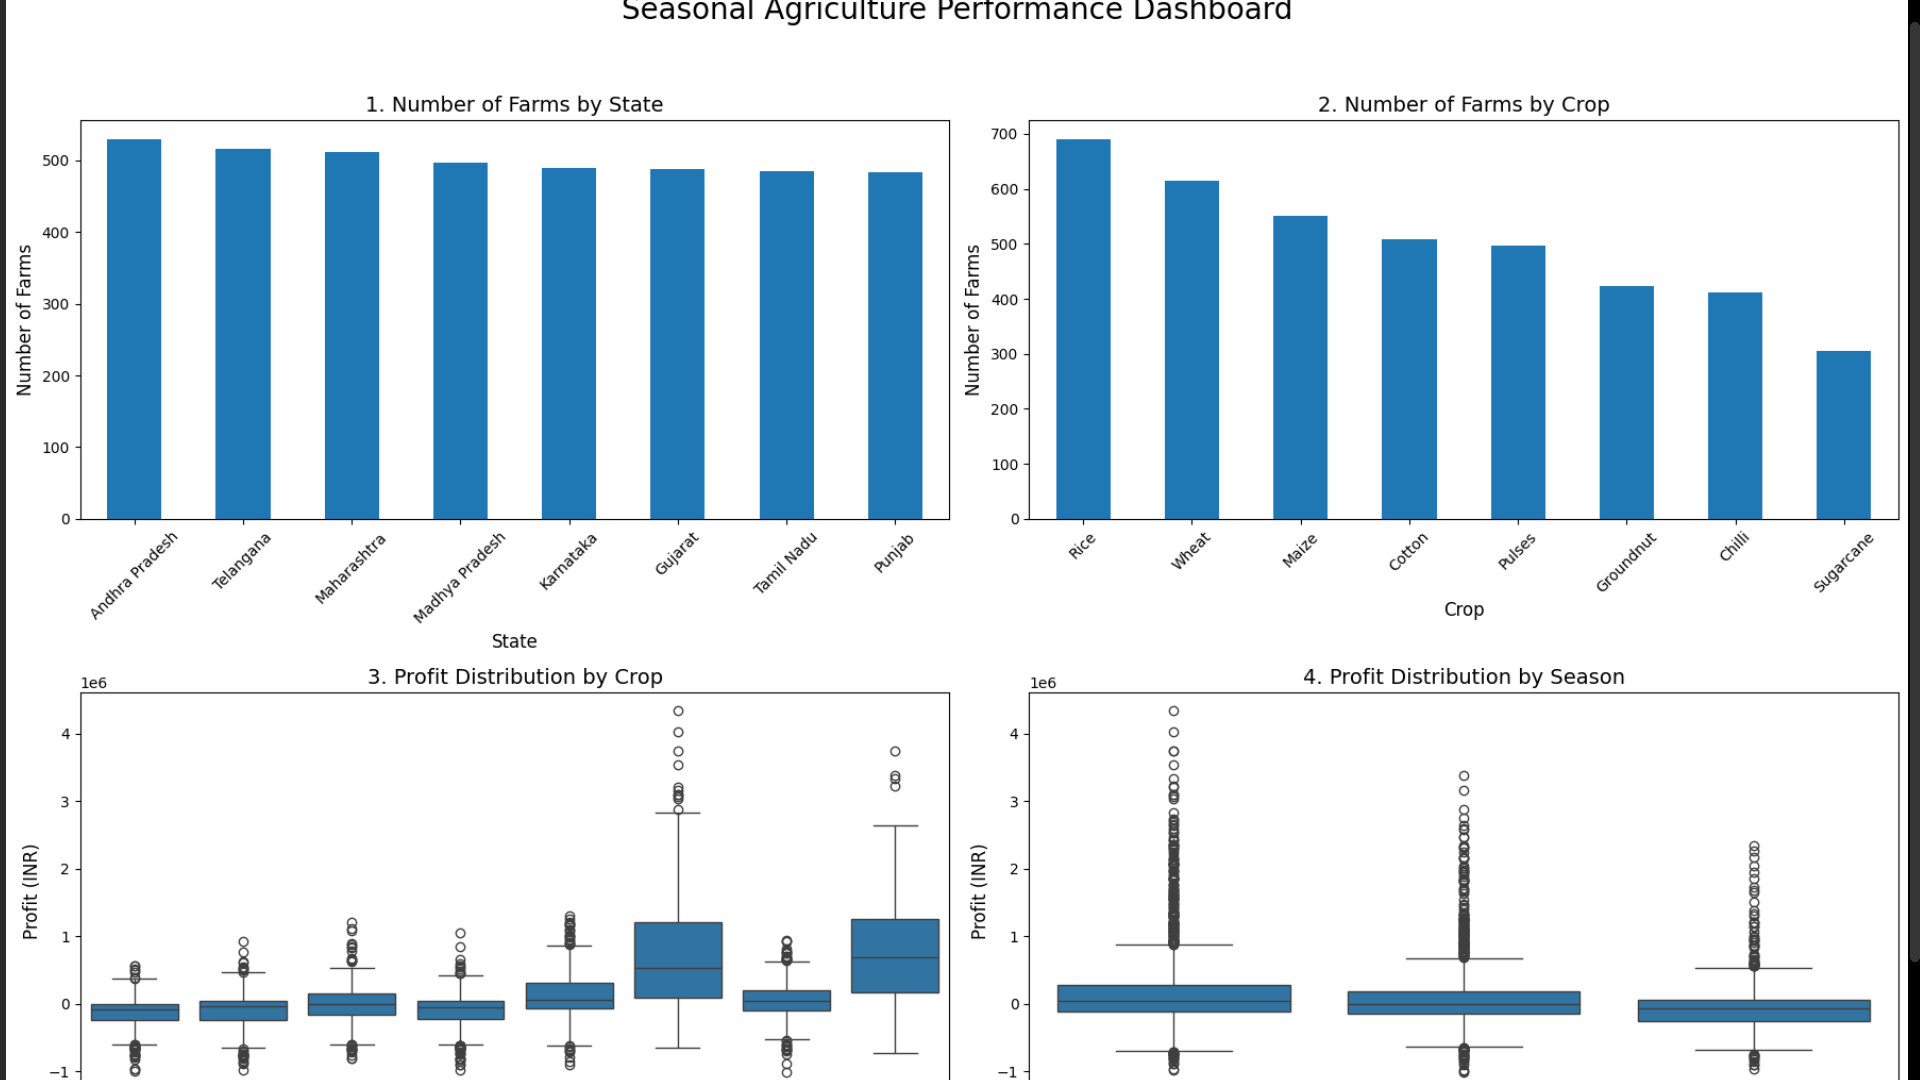 Seasonal Agriculture Performance Dashboard
1. Number of Farms by State
Number of Farms
500
400
300
200
100
0
Andhra Pradesh
Telangana
Maharashtra
Madhya Pradesh
Karnataka
Gujarat
Tamil Nadu
Punjab
State
2. Number of Farms by Crop
Number of Farms
700
600
500
400
300
200
100
0
Rice
Wheat
Maize
Cotton
Pulses
Groundnut
Chilli
Sugarcane
Crop
3. Profit Distribution by Crop
1e6
Profit (INR)
4
3
2
1
0
−1
4. Profit Distribution by Season
1e6
Profit (INR)
4
3
2
1
0
−1